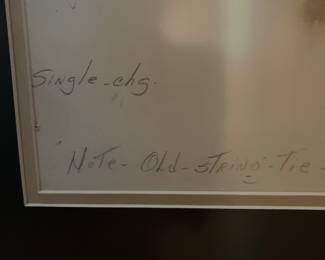 Single - chg.
"Note - Old - String - Tie -